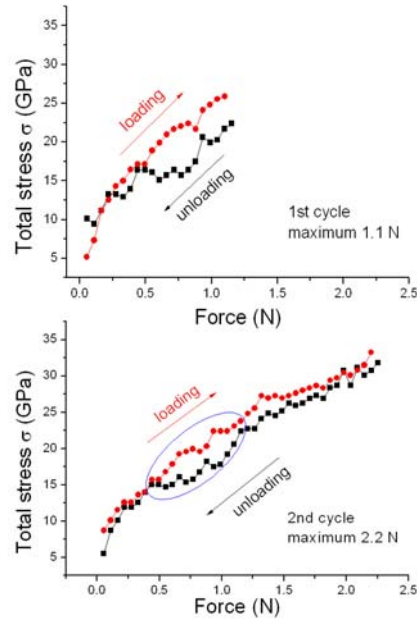 35
30
25
20
15
10
5
0
Total stress σ (GPa)
loading
unloading
1st cycle
maximum 1.1 N
0.0 0.5 1.0 1.5 2.0 2.5
Force (N)
35
30
25
20
15
10
5
0
Total stress σ (GPa)
loading
unloading
2nd cycle
maximum 2.2 N
0.0 0.5 1.0 1.5 2.0 2.5
Force (N)